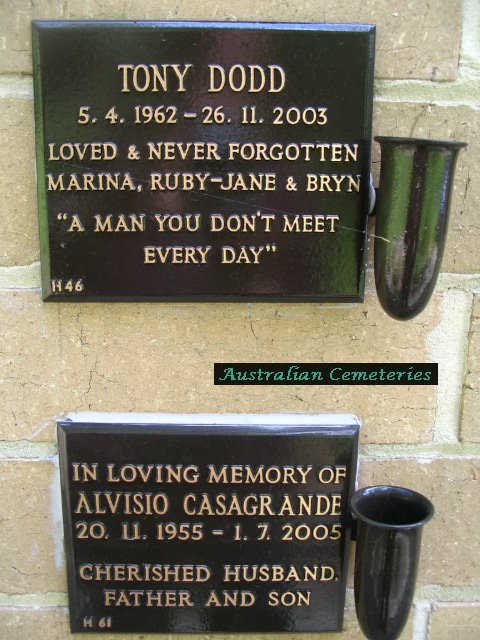 TONY DODD
5. 4. 1962 - 26. 11. 2003
LOVED & NEVER FORGOTTEN
MARINA, RUBY-JANE & BRYN
"A MAN YOU DON'T MEET
EVERY DAY"
H46
Australian Cemeteries
IN LOVING MEMORY OF
ALVISIO CASAGRANDE
20. 11. 1955 - 1. 7. 2005
CHERISHED HUSBAND,
FATHER AND SON
H 61